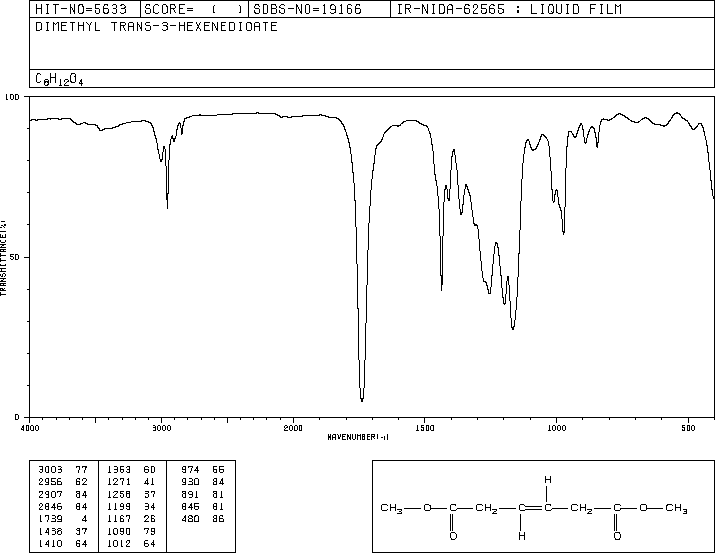 HIT-NO=5633 SCORE= ( ) SDBS-NO=19166 IR-NIDA-62565 : LIQUID FILM
DIMETHYL TRANS-3-HEXENEDIOATE
C8H12O4
100
50
0
TRANSMITTANCE(%)
4000 3000 2000 1500 1000 500
WAVENUMBER(-1)
3003 77 1363 60 974 55
2956 62 1271 41 930 84
2907 84 1258 37 891 81
2846 84 1199 34 845 81
1739 4 1167 26 480 86
1438 37 1090 79
1410 64 1012 64
H
CH3 O C CH2 C C CH2 C O CH3
O H O